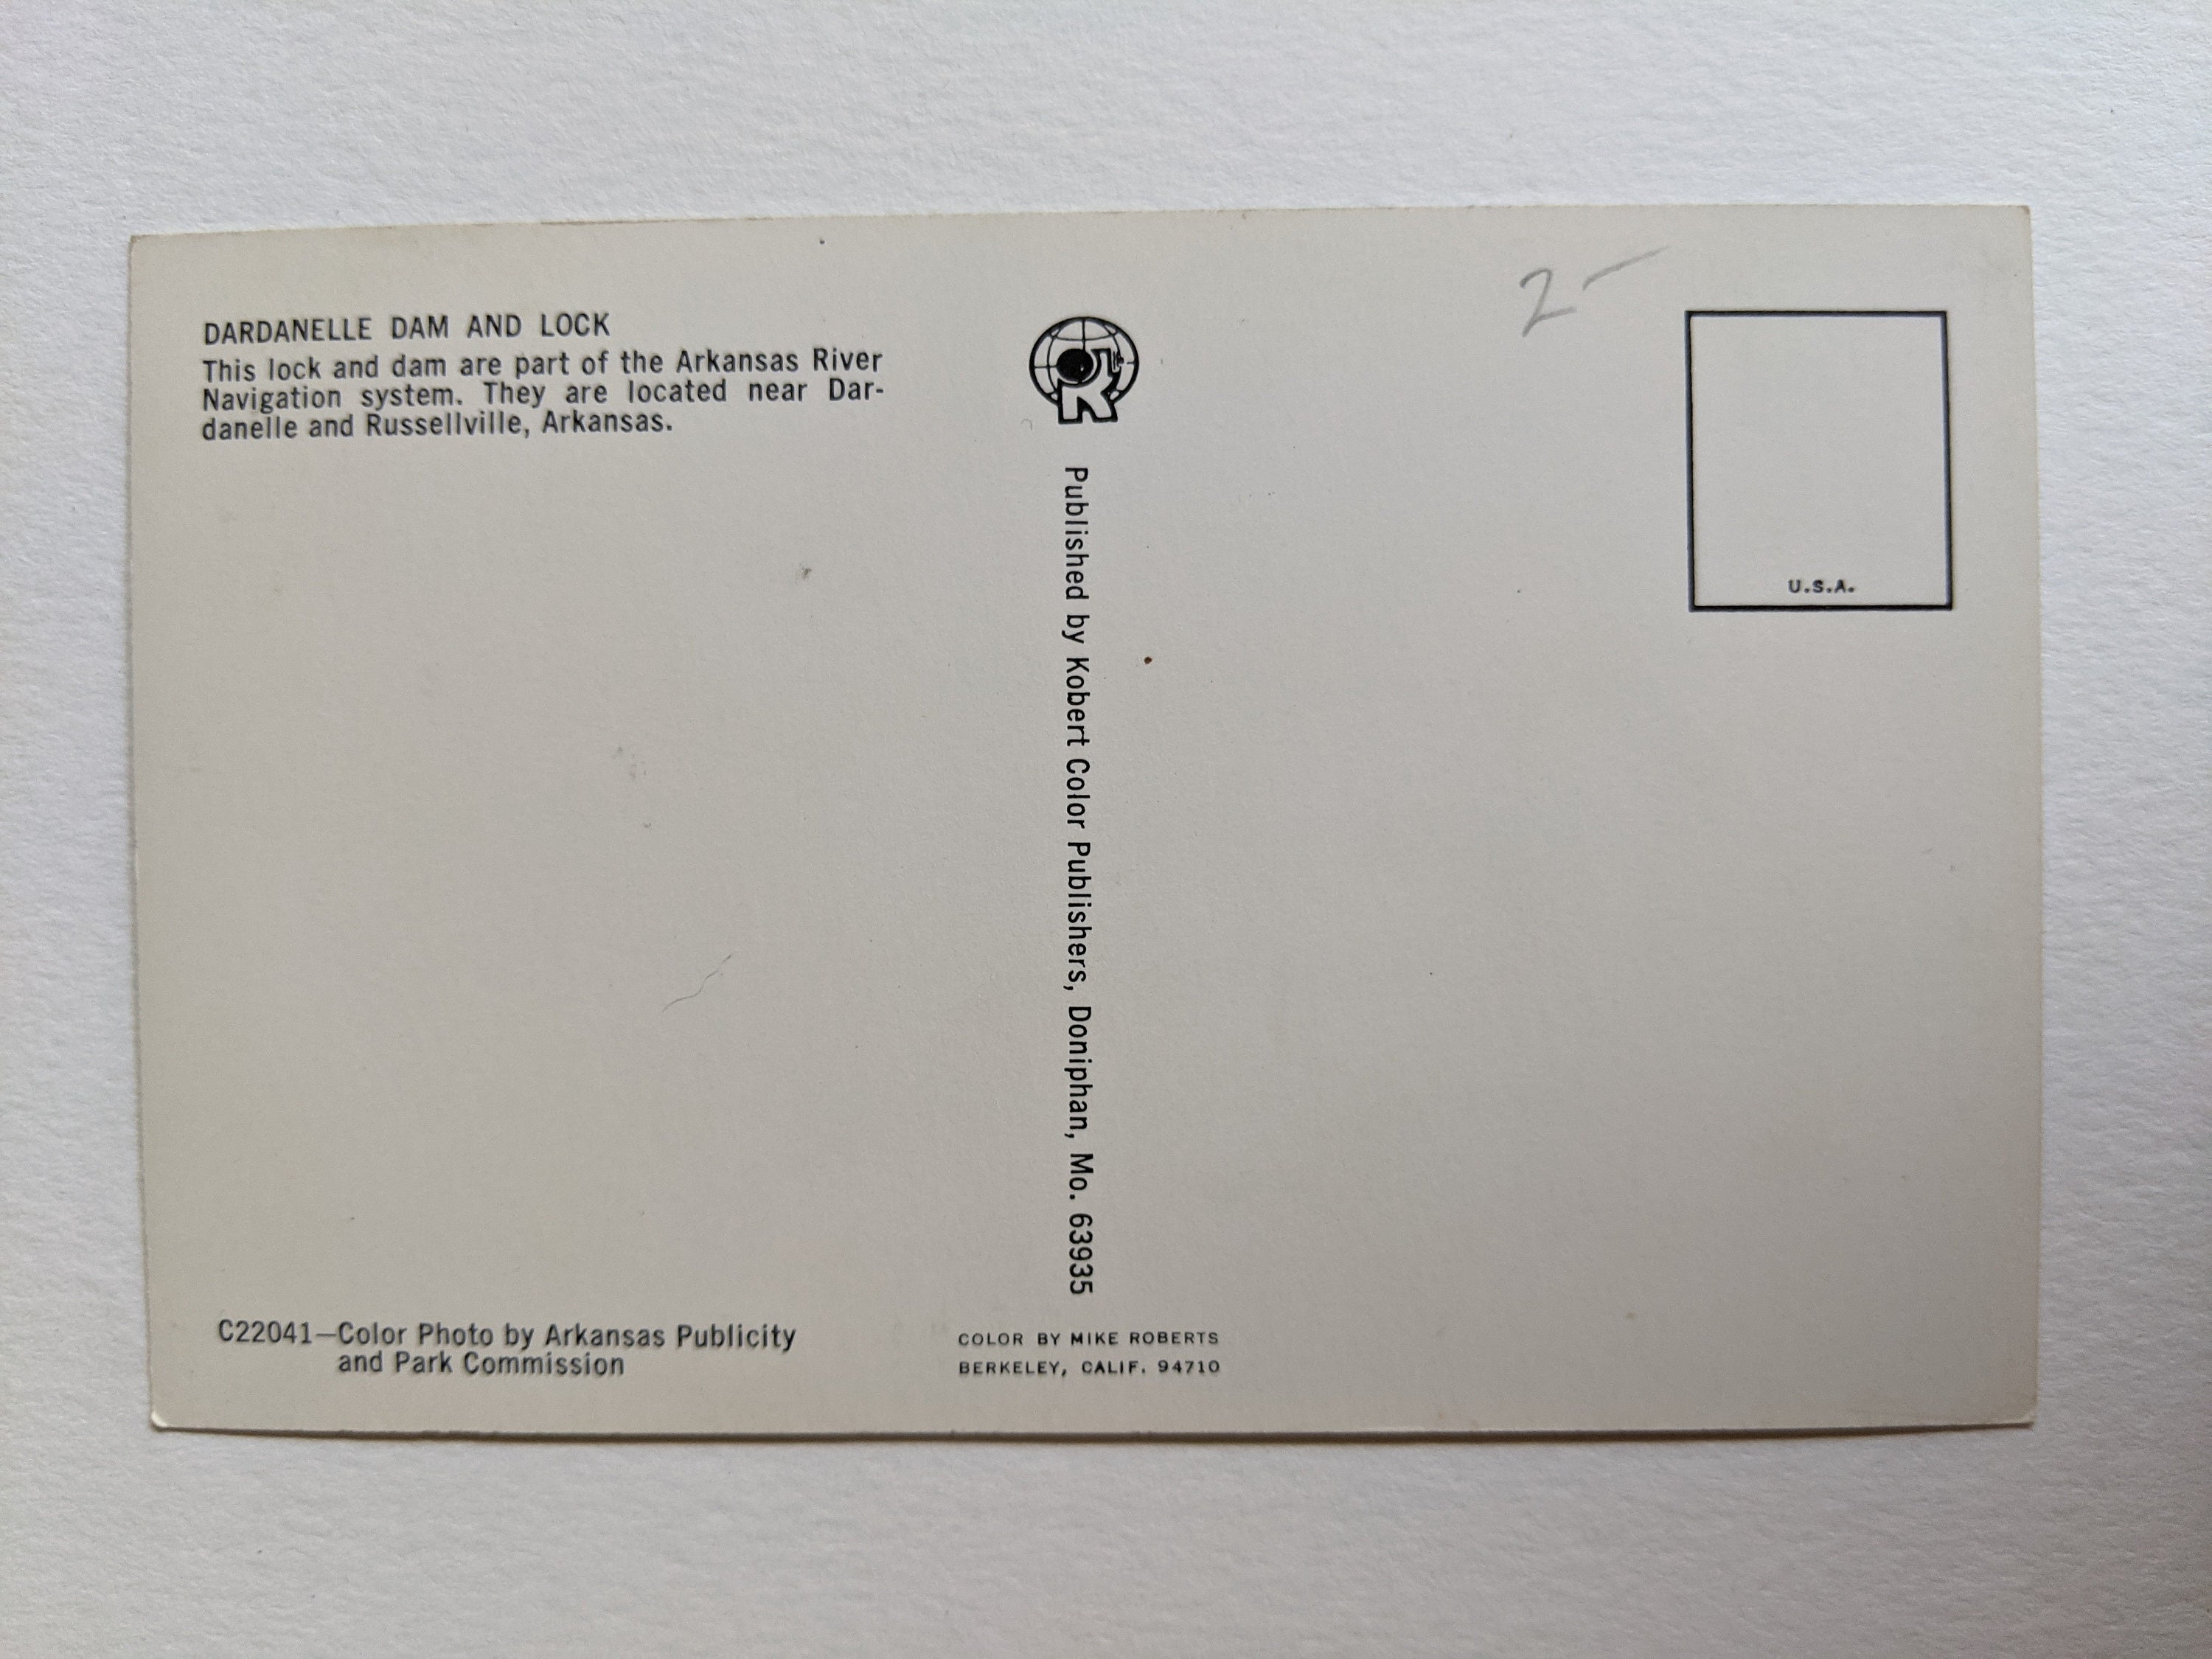 DARDANELLE DAM AND LOCK
This lock and dam are part of the Arkansas River
Navigation system. They are located near Dar-
danelle and Russellville, Arkansas.
R
Published by Kobert Color Publishers, Doniphan, Mo. 63935
2-
U.S.A.
C22041—Color Photo by Arkansas Publicity
and Park Commission
COLOR BY MIKE ROBERTS
BERKELEY, CALIF. 94710